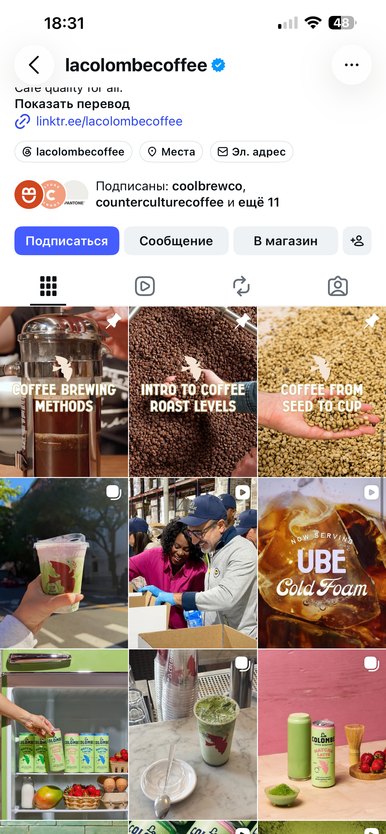 18:31
48
lacolombecoffee
Cafe quality for all.
Показать перевод
linktr.ee/lacolombecoffee
lacolombecoffee
Места
Эл. адрес
PANTONE
Подписаны: coolbrewco,
counterculturecoffee и ещё 11
Подписаться
Сообщение
В магазин
COFFEE BREWING
METHODS
INTRO TO COFFEE
ROAST LEVELS
COFFEE FROM
SEED TO CUP
NOW SERVING
UBE
Cold Foam